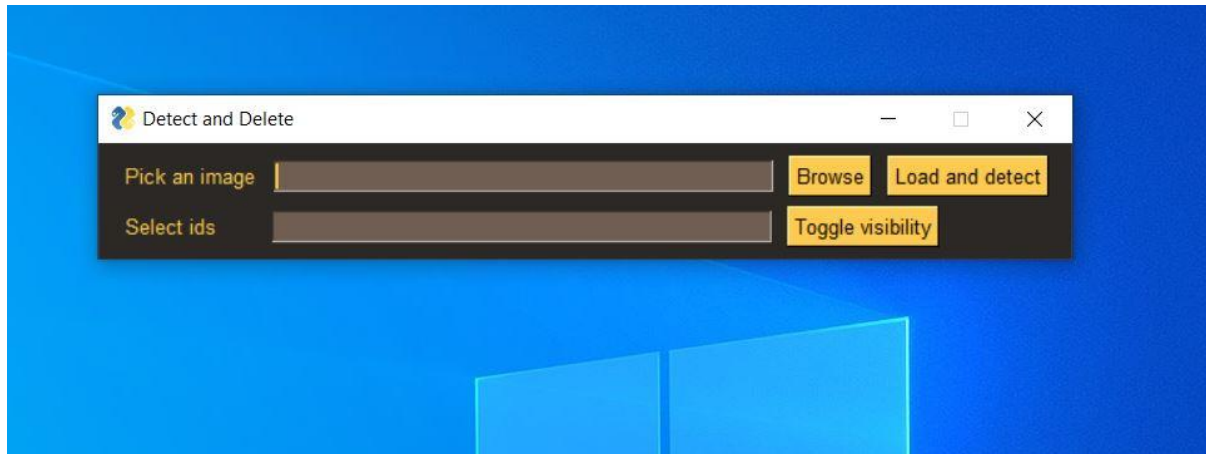 Detect and Delete
Pick an image Browse Load and detect
Select ids Toggle visibility